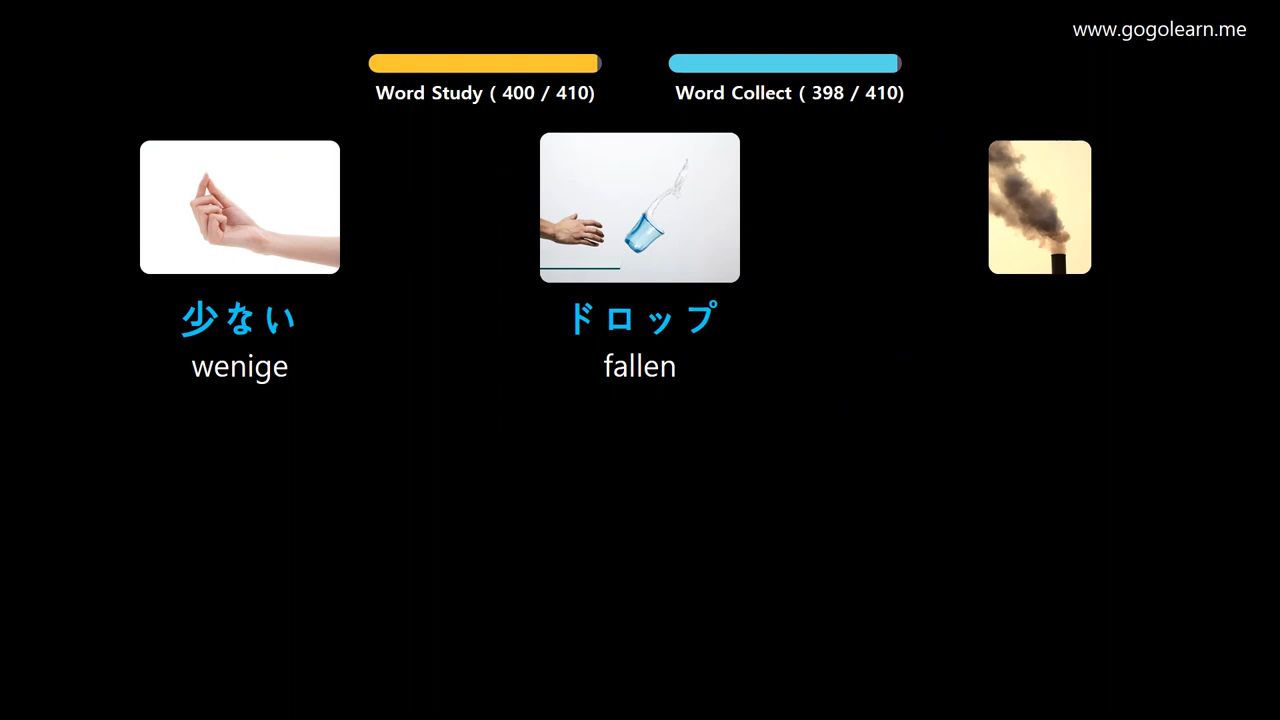 www.gogolearn.me
Word Study ( 400 / 410)
Word Collect ( 398 / 410)
少ない
wenige
ドロップ
fallen